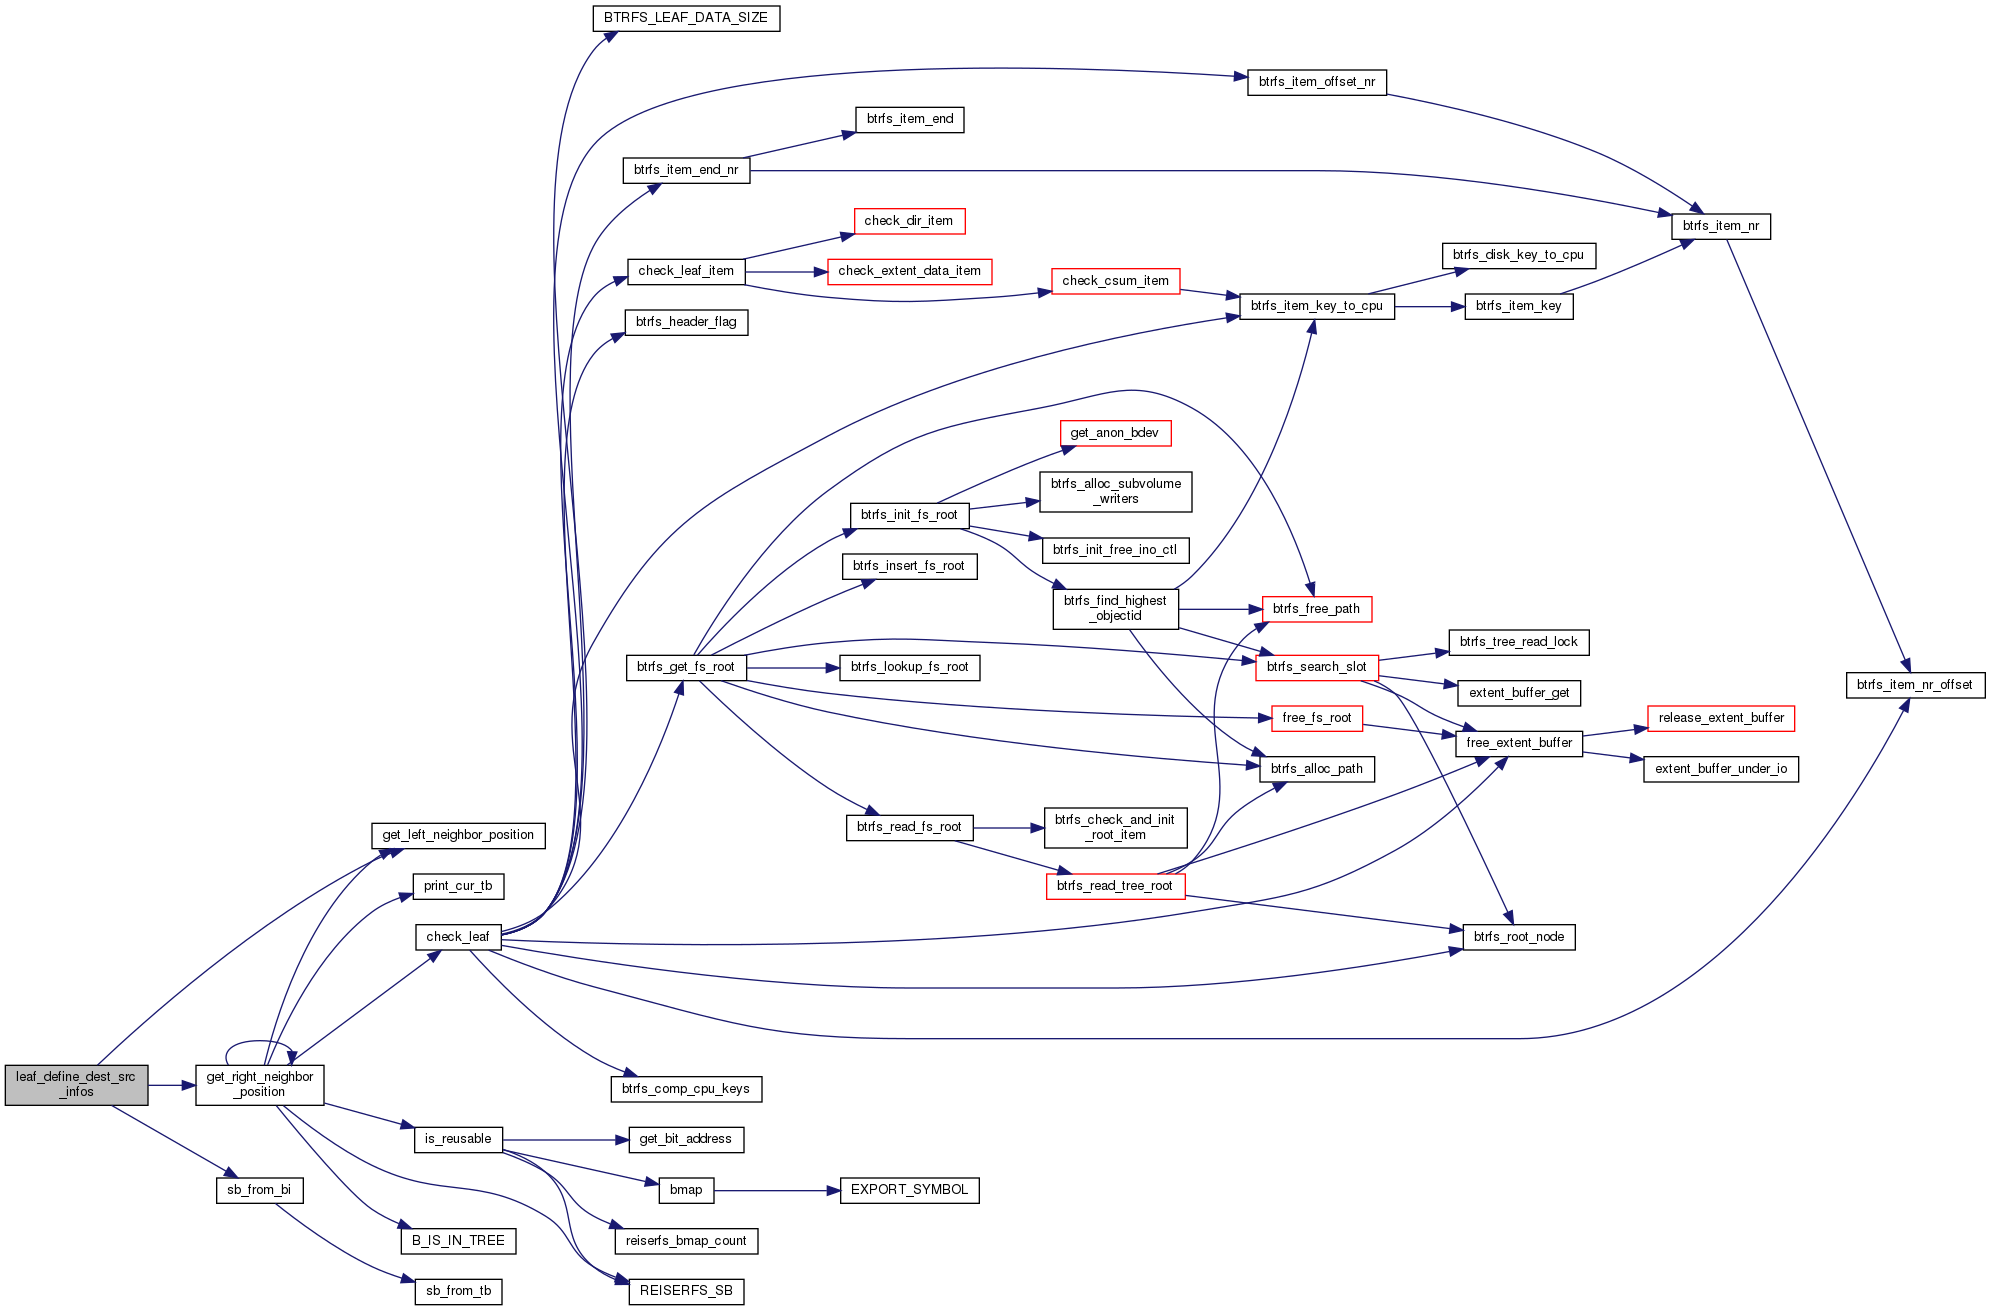 BTRFS_LEAF_DATA_SIZE
btrfs_item_offset_nr
btrfs_item_end
btrfs_item_end_nr
check_dir_item
btrfs_item_nr
btrfs_disk_key_to_cpu
check_leaf_item
check_extent_data_item
check_csum_item
btrfs_item_key_to_cpu
btrfs_item_key
btrfs_header_flag
get_anon_bdev
btrfs_alloc_subvolume
_writers
btrfs_init_fs_root
btrfs_init_free_ino_ctl
btrfs_insert_fs_root
btrfs_find_highest
_objectid
btrfs_free_path
btrfs_tree_read_lock
btrfs_get_fs_root
btrfs_lookup_fs_root
btrfs_search_slot
extent_buffer_get
btrfs_item_nr_offset
free_fs_root
release_extent_buffer
free_extent_buffer
btrfs_alloc_path
extent_buffer_under_io
get_left_neighbor_position
btrfs_read_fs_root
btrfs_check_and_init
_root_item
print_cur_tb
btrfs_read_tree_root
check_leaf
btrfs_root_node
leaf_define_dest_src
_infos
get_right_neighbor
_position
btrfs_comp_cpu_keys
is_reusable
get_bit_address
sb_from_bi
bmap
EXPORT_SYMBOL
B_IS_IN_TREE
reiserfs_bmap_count
sb_from_tb
REISERFS_SB